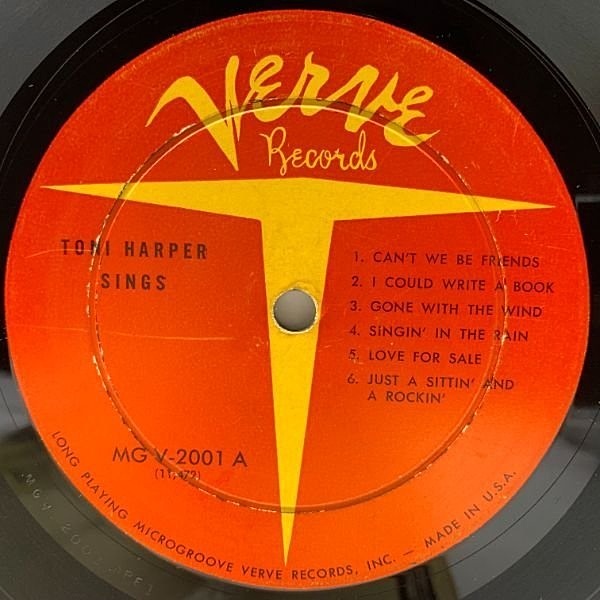 Verve
Records
TONI HARPER
SINGS
1. CAN'T WE BE FRIENDS
2. I COULD WRITE A BOOK
3. GONE WITH THE WIND
4. SINGIN' IN THE RAIN
5. LOVE FOR SALE
6. JUST A SITTIN' AND
A ROCKIN'
MG V-2001 A
(11,472)
LONG PLAYING MICROGROOVE VERVE RECORDS, INC. — MADE IN U.S.A.